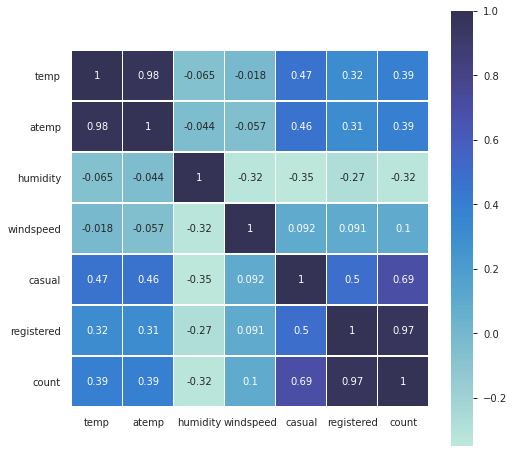 temp 1 0.98 -0.065 -0.018 0.47 0.32 0.39
atemp 0.98 1 -0.044 -0.057 0.46 0.31 0.39
humidity -0.065 -0.044 1 -0.32 -0.35 -0.27 -0.32
windspeed -0.018 -0.057 -0.32 1 0.092 0.091 0.1
casual 0.47 0.46 -0.35 0.092 1 0.5 0.69
registered 0.32 0.31 -0.27 0.091 0.5 1 0.97
count 0.39 0.39 -0.32 0.1 0.69 0.97 1
temp atemp humidity windspeed casual registered count
1.0
0.8
0.6
0.4
0.2
0.0
−0.2